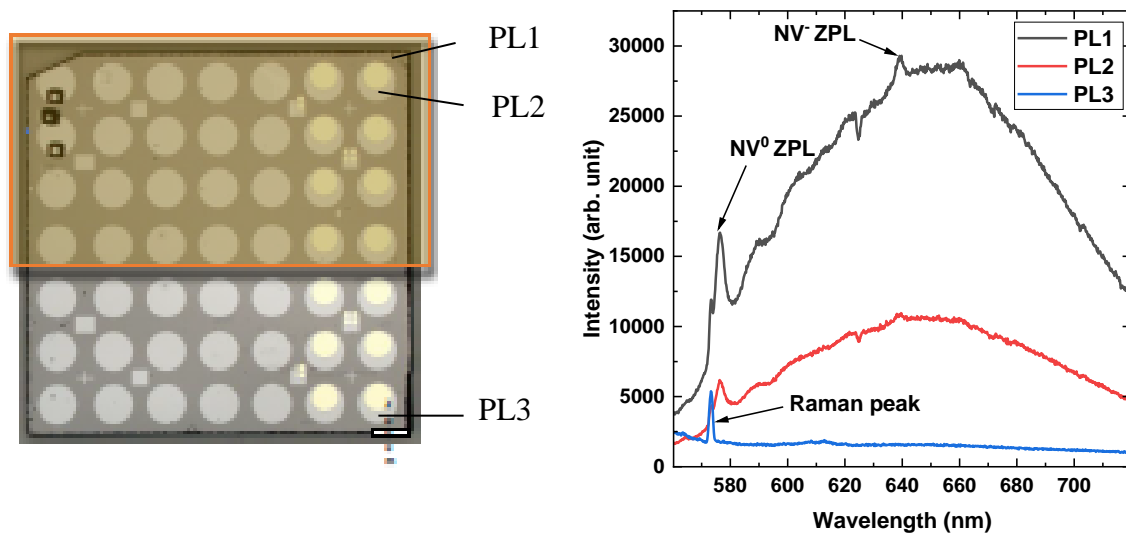 PL1
PL2
PL3
NV⁻ ZPL
NV⁰ ZPL
Raman peak
PL1
PL2
PL3
Intensity (arb. unit)
30000
25000
20000
15000
10000
5000
0
580 600 620 640 660 680 700
Wavelength (nm)